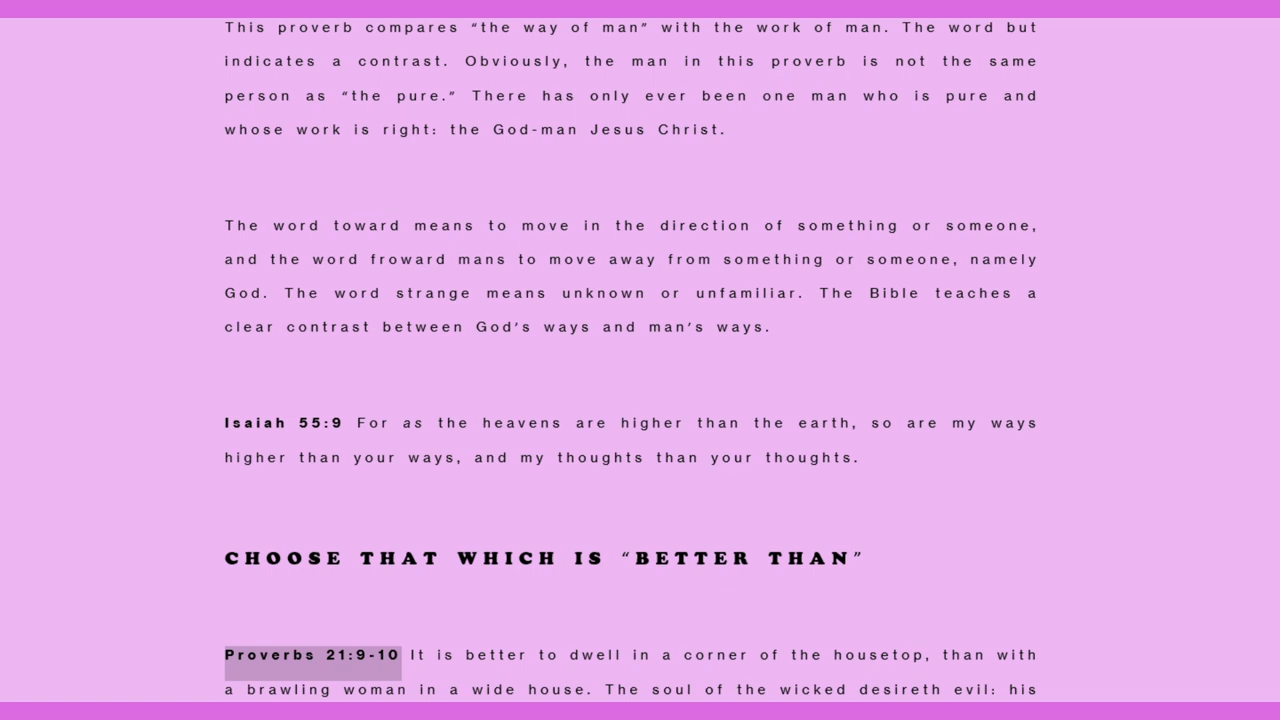 This proverb compares “the way of man” with the work of man. The word but
indicates a contrast. Obviously, the man in this proverb is not the same
person as “the pure.” There has only ever been one man who is pure and
whose work is right: the God-man Jesus Christ.
The word toward means to move in the direction of something or someone,
and the word froward mans to move away from something or someone, namely
God. The word strange means unknown or unfamiliar. The Bible teaches a
clear contrast between God’s ways and man’s ways.
Isaiah 55:9 For as the heavens are higher than the earth, so are my ways
higher than your ways, and my thoughts than your thoughts.
CHOOSE THAT WHICH IS “BETTER THAN”
Proverbs 21:9-10 It is better to dwell in a corner of the housetop, than with
a brawling woman in a wide house. The soul of the wicked desireth evil: his